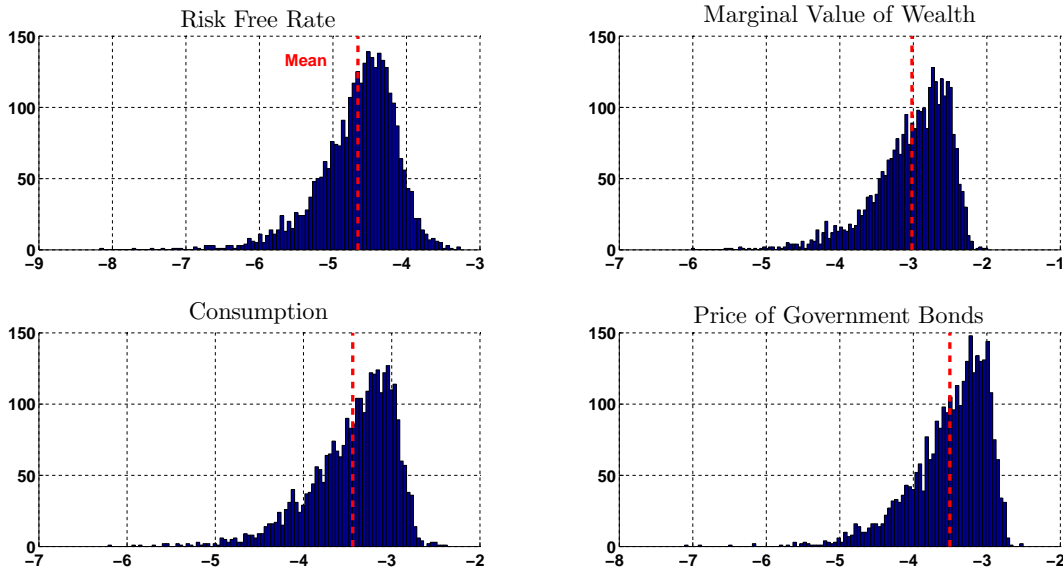 Risk Free Rate
150
100
50
0
Mean
−9 −8 −7 −6 −5 −4 −3
Marginal Value of Wealth
150
100
50
0
−7 −6 −5 −4 −3 −2 −1
Consumption
150
100
50
0
−7 −6 −5 −4 −3 −2
Price of Government Bonds
150
100
50
0
−8 −7 −6 −5 −4 −3 −2